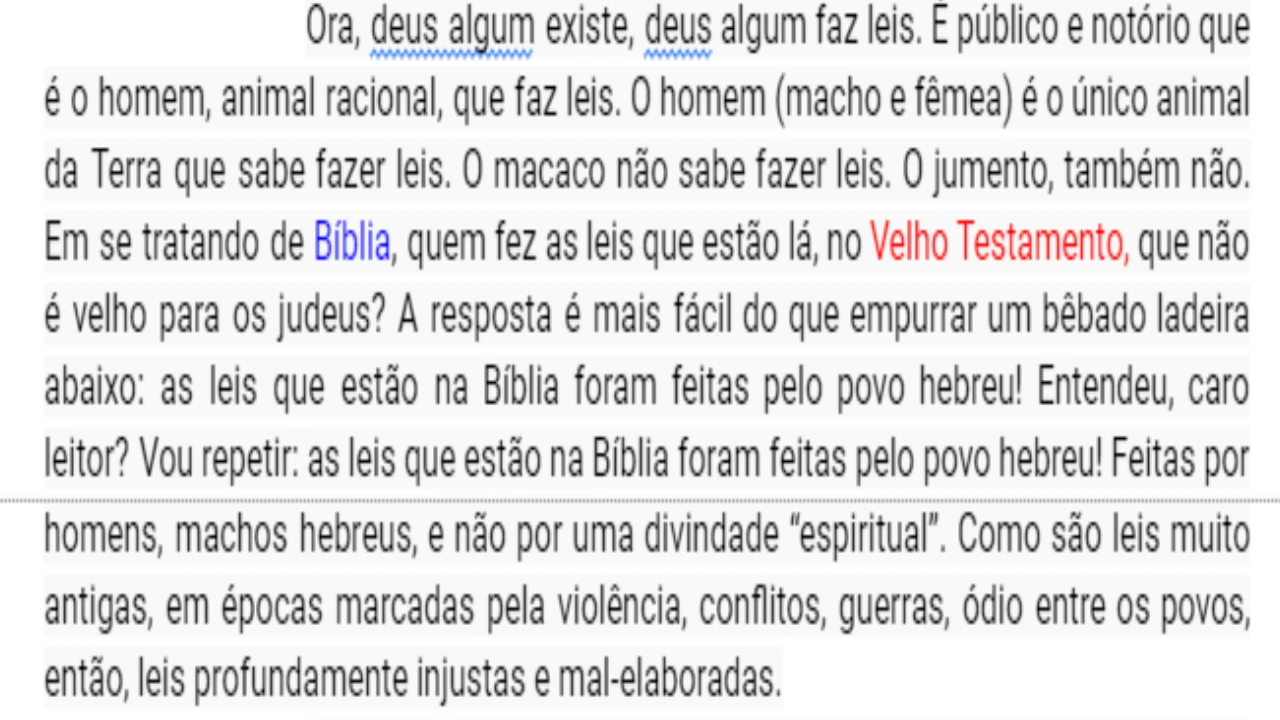 Ora, deus algum existe, deus algum faz leis. É público e notório que
é o homem, animal racional, que faz leis. O homem (macho e fêmea) é o único animal
da Terra que sabe fazer leis. O macaco não sabe fazer leis. O jumento, também não.
Em se tratando de Bíblia, quem fez as leis que estão lá, no Velho Testamento, que não
é velho para os judeus? A resposta é mais fácil do que empurrar um bêbado ladeira
abaixo: as leis que estão na Bíblia foram feitas pelo povo hebreu! Entendeu, caro
leitor? Vou repetir: as leis que estão na Bíblia foram feitas pelo povo hebreu! Feitas por
homens, machos hebreus, e não por uma divindade “espiritual”. Como são leis muito
antigas, em épocas marcadas pela violência, conflitos, guerras, ódio entre os povos,
então, leis profundamente injustas e mal-elaboradas.